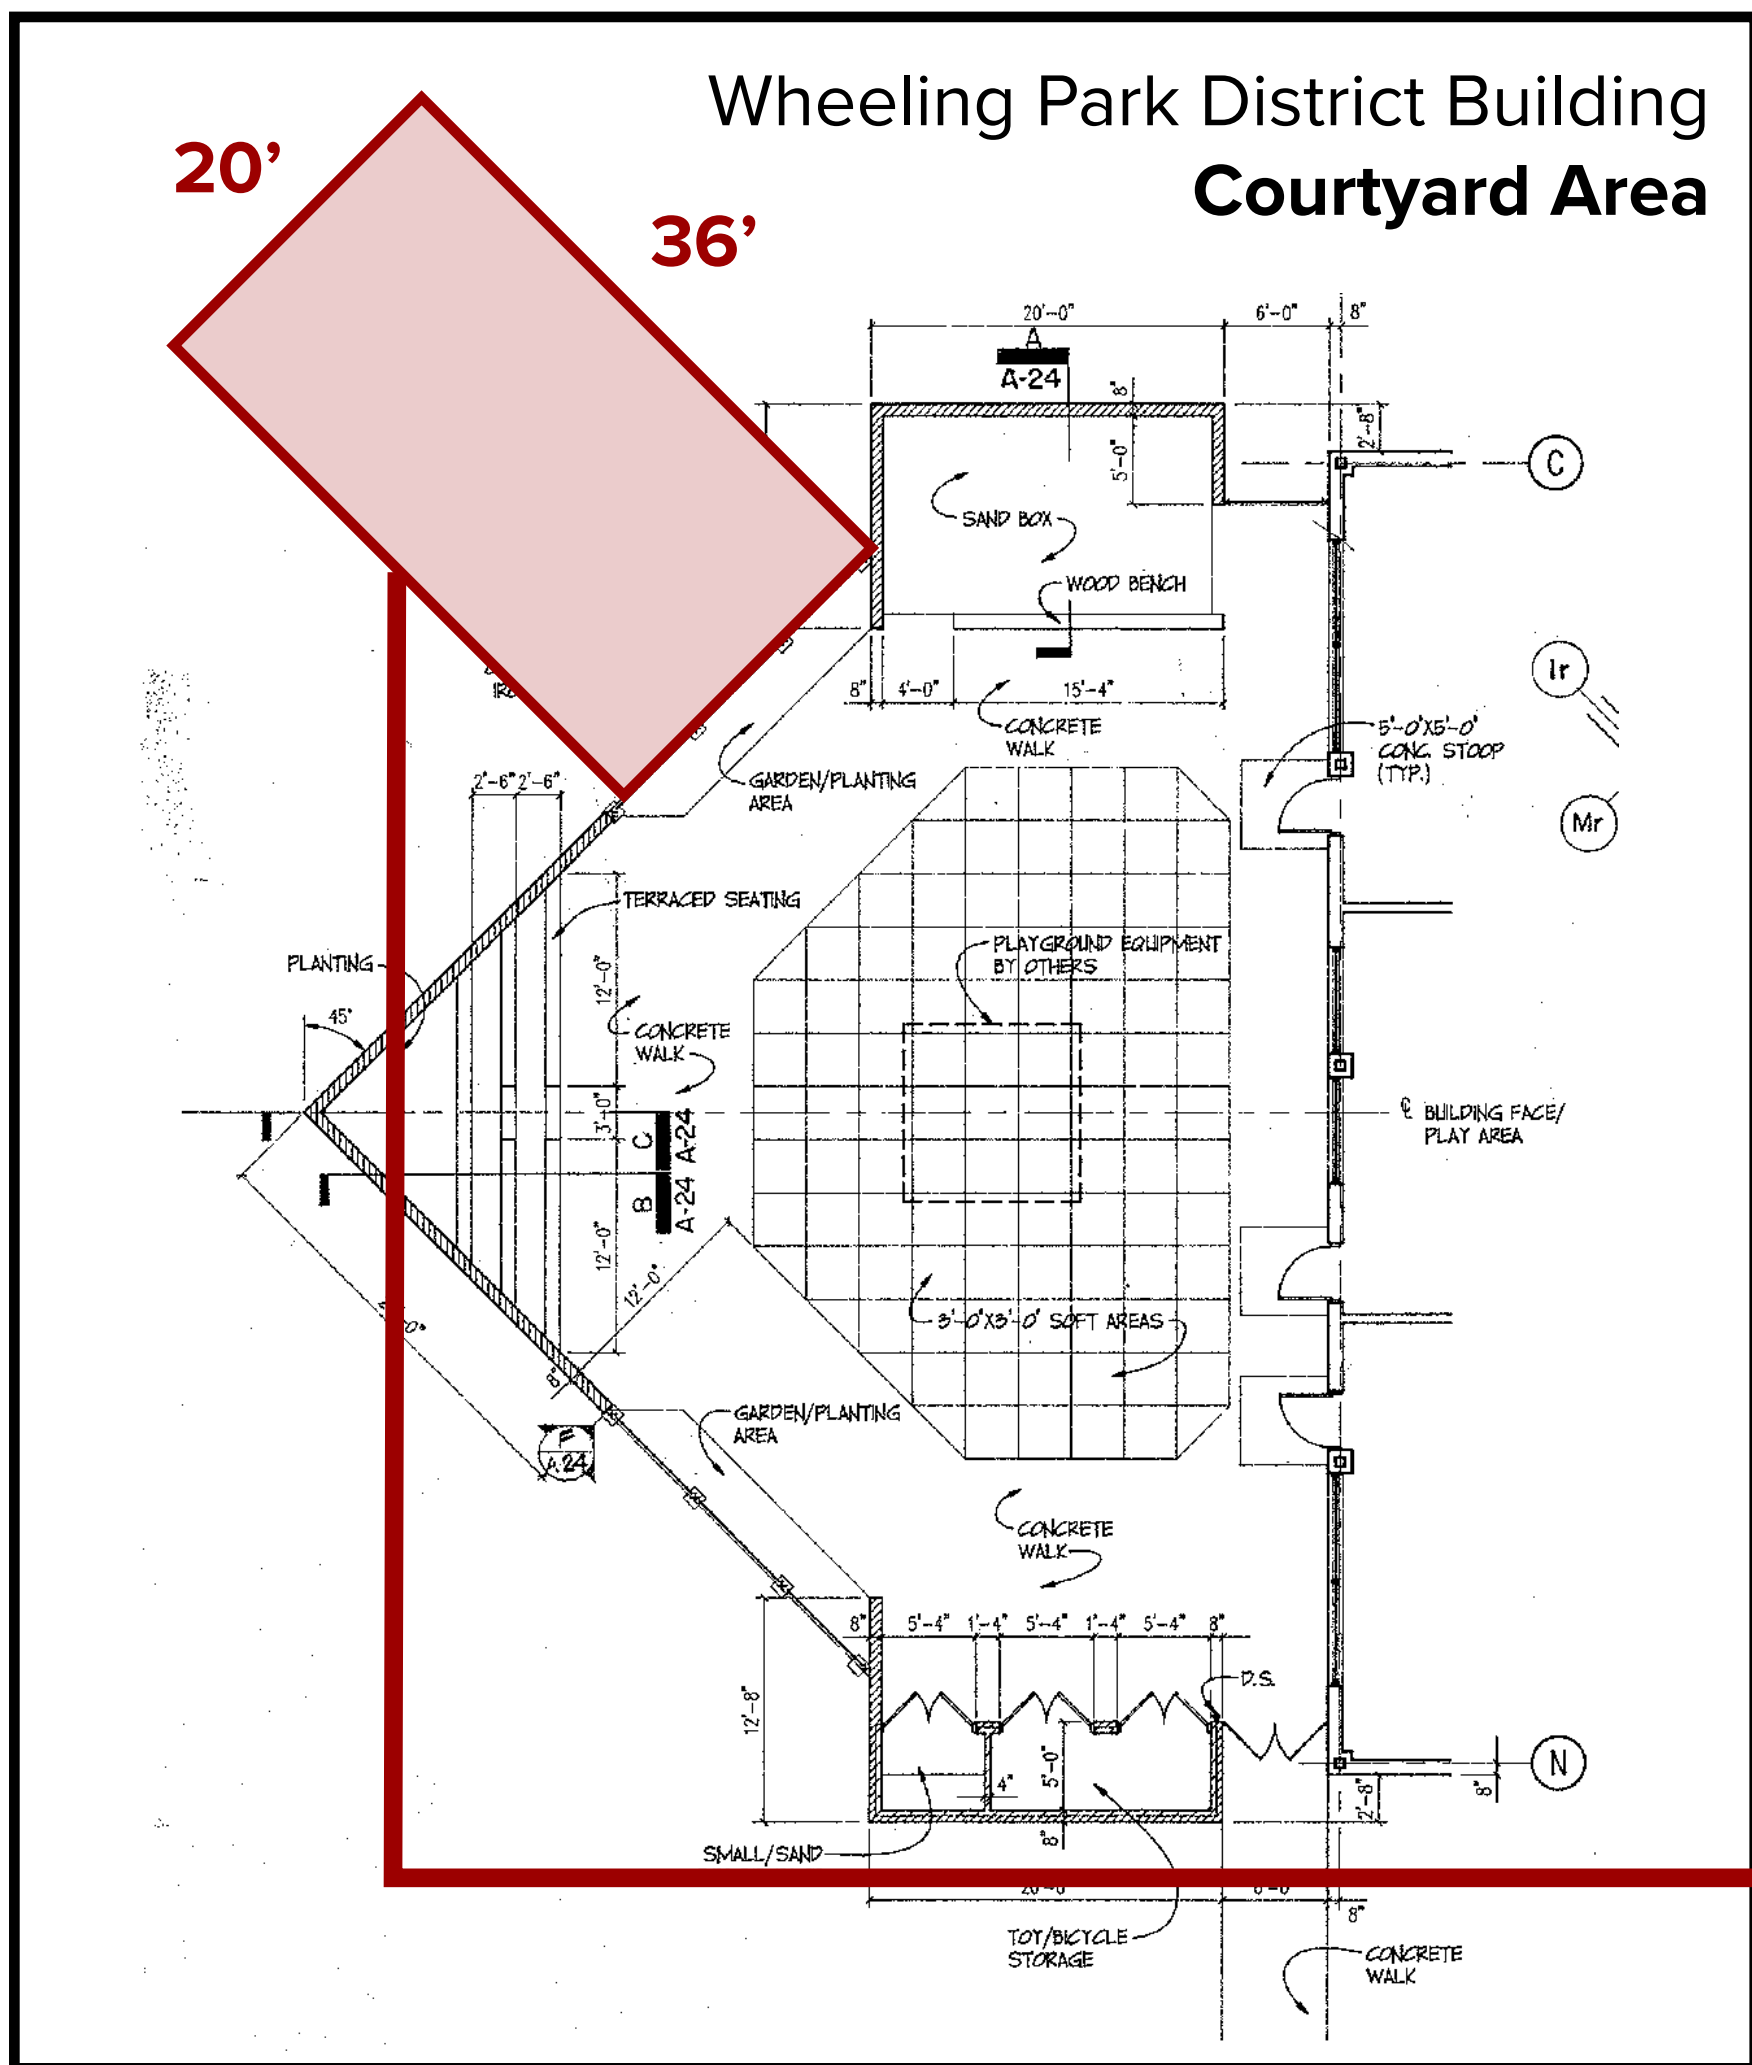 Wheeling Park District Building
Courtyard Area
20’
36’
20'-0"
6'-0"
8"
A
A-24
8"
2'-8"
5'-0"
C
SAND BOX
WOOD BENCH
Ir
8"
4'-0"
15'-4"
CONCRETE
WALK
5'-0"X5'-0"
CONC. STOOP
(TYP.)
2'-6"
2'-6"
GARDEN/PLANTING
AREA
Mr
TERRACED SEATING
PLAYGROUND EQUIPMENT
BY OTHERS
PLANTING
12'-0"
45°
CONCRETE
WALK
3'-0"
C
A-24
℄ BUILDING FACE/
PLAY AREA
B
A-24
12'-0"
12'-0"
3'-0"X3'-0" SOFT AREAS
8"
GARDEN/PLANTING
AREA
F
A-24
CONCRETE
WALK
8"
5'-4"
1'-4"
5'-4"
1'-4"
5'-4"
8"
D.S.
12'-8"
5'-0"
4"
N
8"
2'-8"
8"
SMALL/SAND
8"
TOY/BICYCLE
STORAGE
CONCRETE
WALK